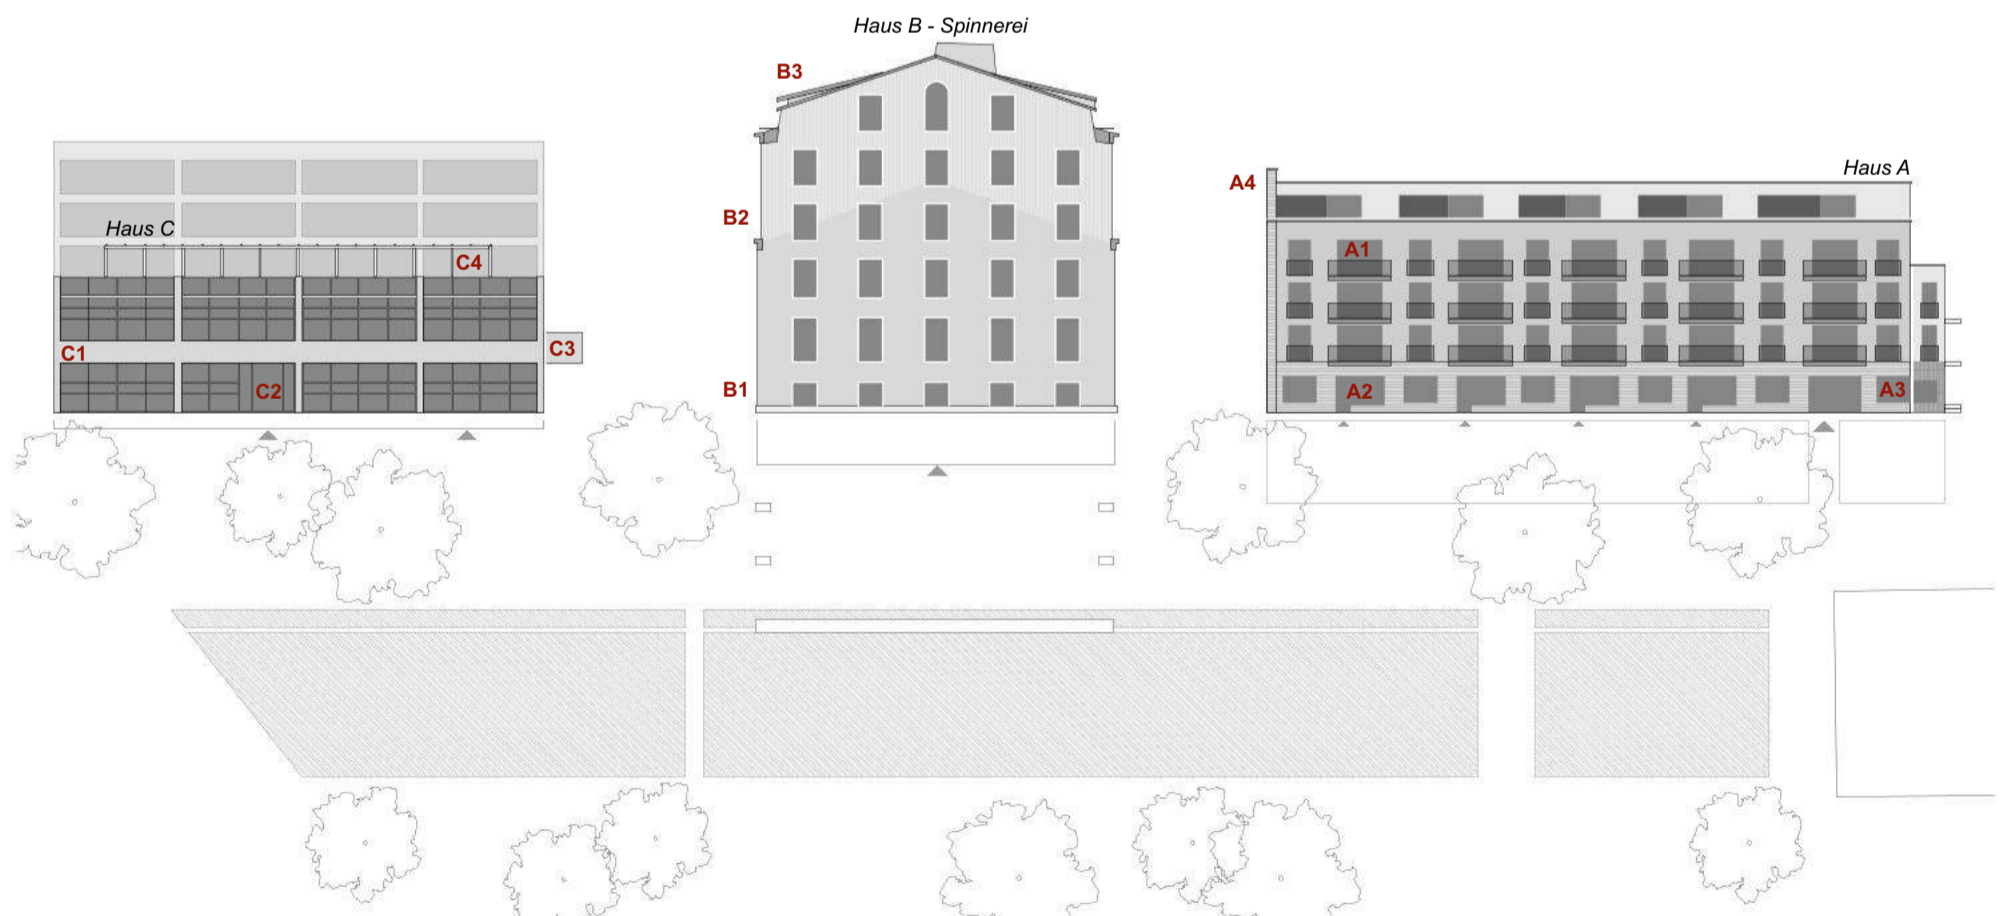 Haus B - Spinnerei
B3
Haus A
A4
B2
Haus C
A1
C4
C3
C1
B1
C2
A2
A3